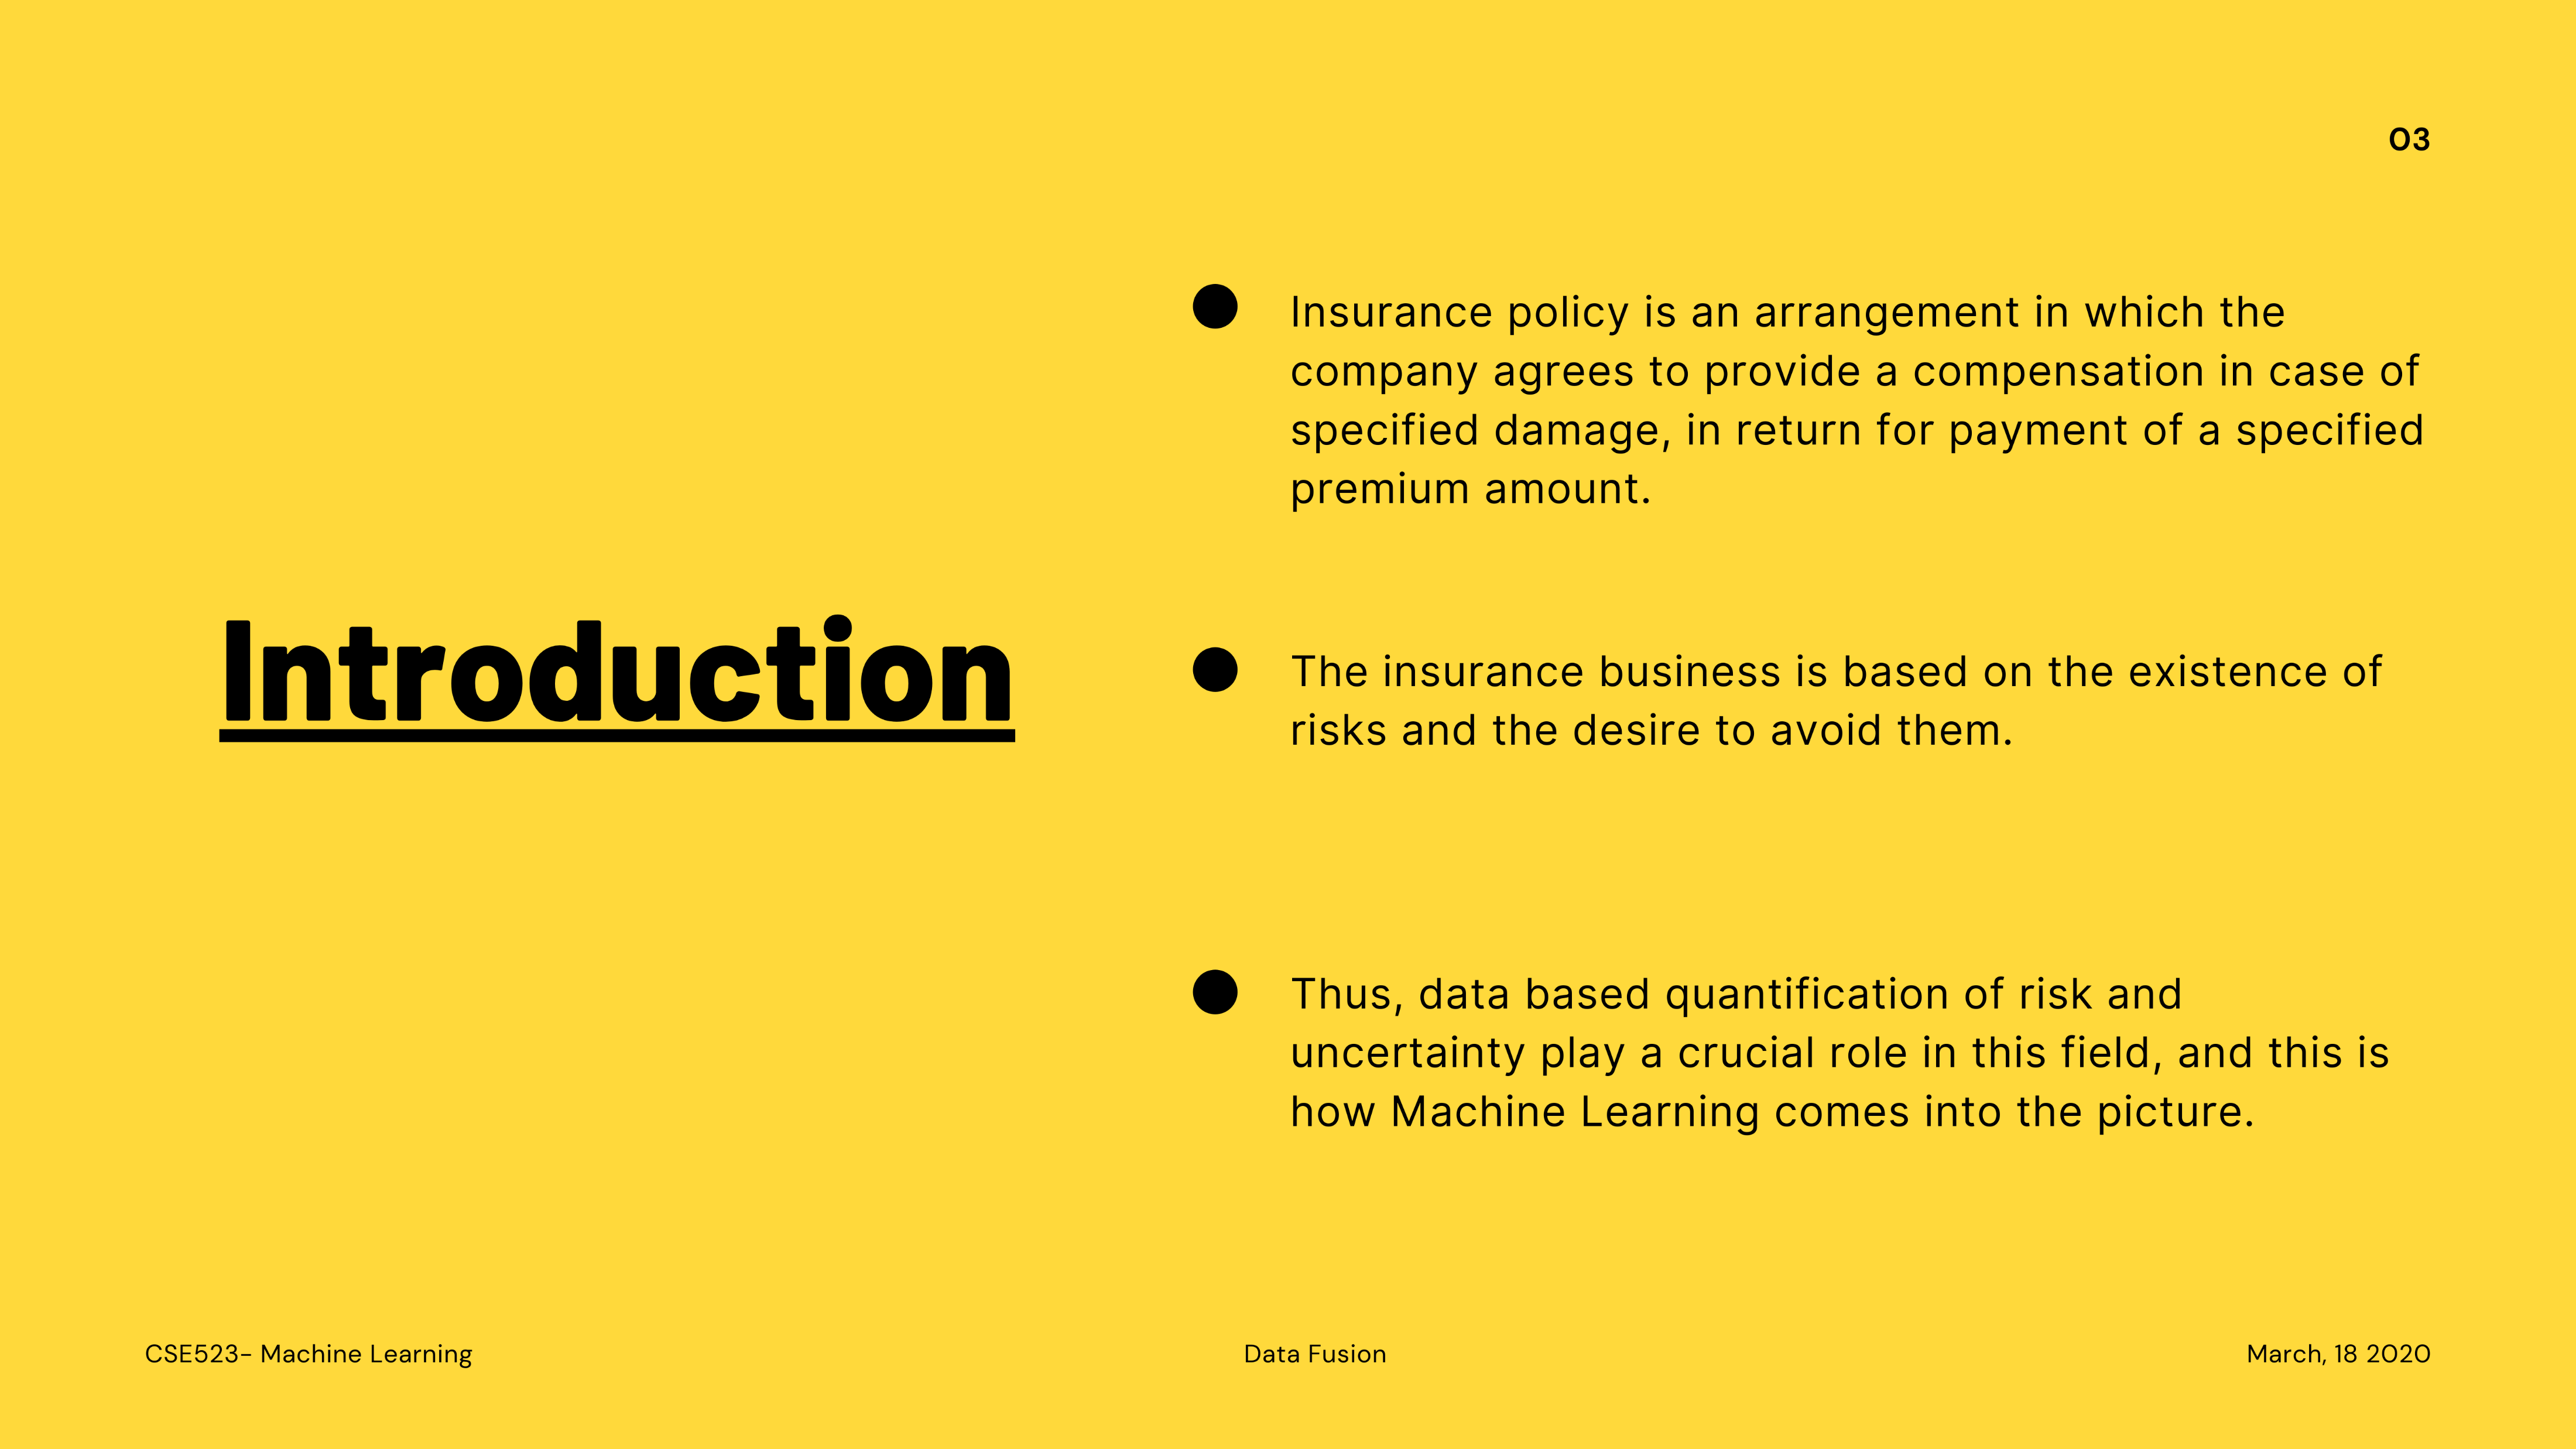 03
Introduction
Insurance policy is an arrangement in which the
company agrees to provide a compensation in case of
specified damage, in return for payment of a specified
premium amount.
The insurance business is based on the existence of
risks and the desire to avoid them.
Thus, data based quantification of risk and
uncertainty play a crucial role in this field, and this is
how Machine Learning comes into the picture.
CSE523- Machine Learning
Data Fusion
March, 18 2020